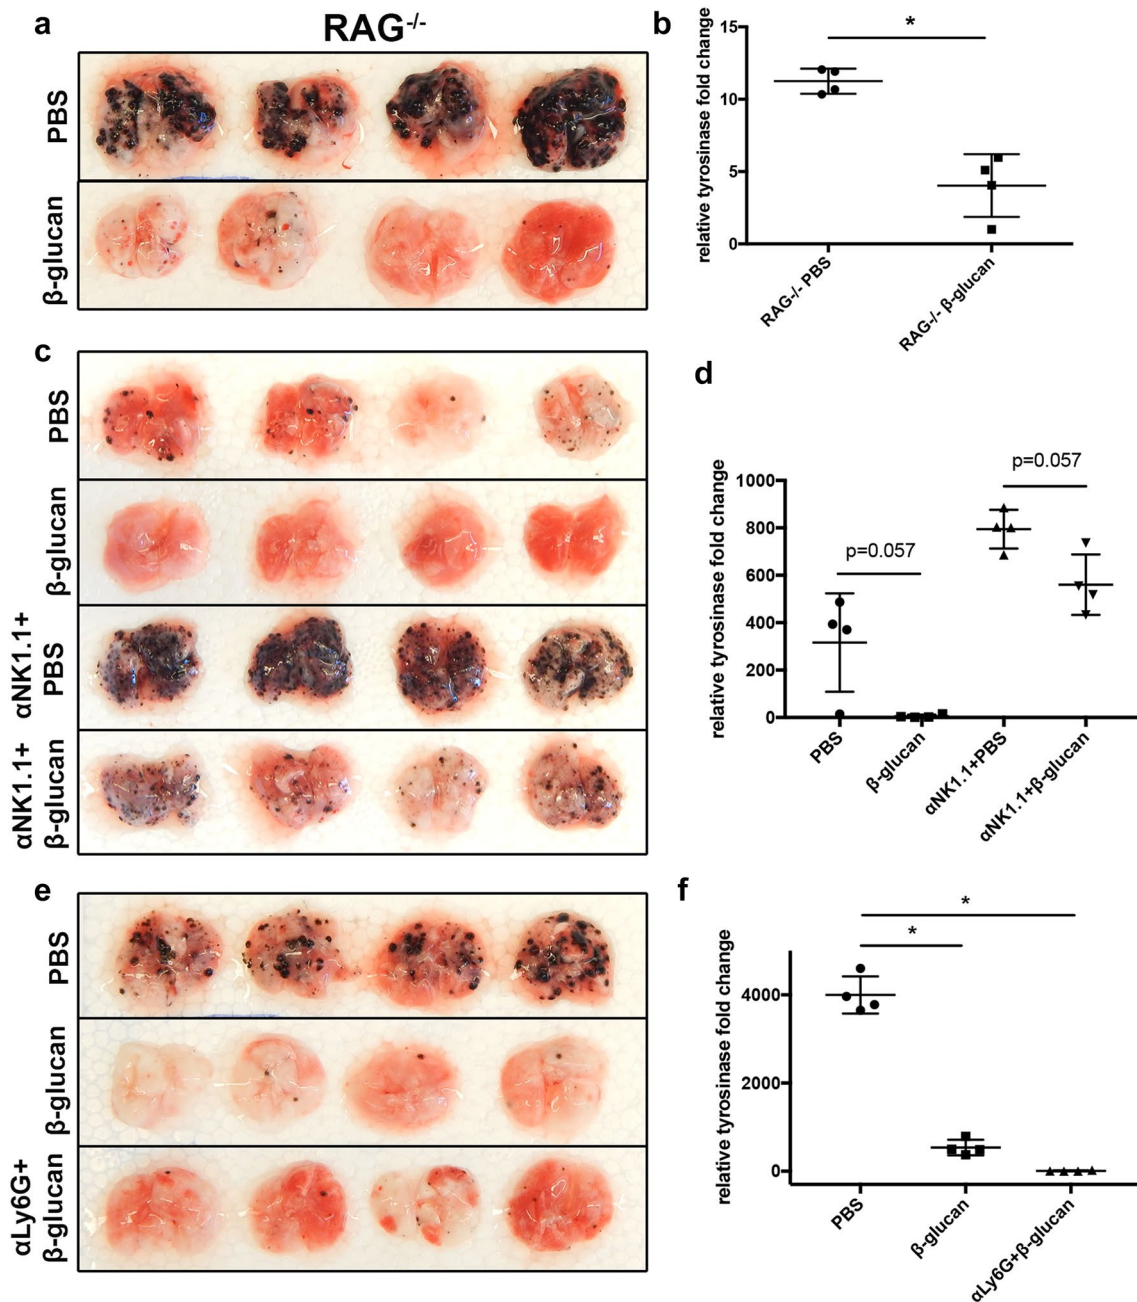 a
RAG-/-
PBS
β-glucan
b
relative tyrosinase fold change
15
10
5
0
*
RAG-/- PBS
RAG-/- β-glucan
c
PBS
β-glucan
αNK1.1+
PBS
αNK1.1+
β-glucan
d
relative tyrosinase fold change
1000
800
600
400
200
0
p=0.057
p=0.057
PBS
β-glucan
αNK1.1+PBS
αNK1.1+β-glucan
e
PBS
β-glucan
αLy6G+
β-glucan
f
relative tyrosinase fold change
4000
2000
0
*
*
PBS
β-glucan
αLy6G+β-glucan